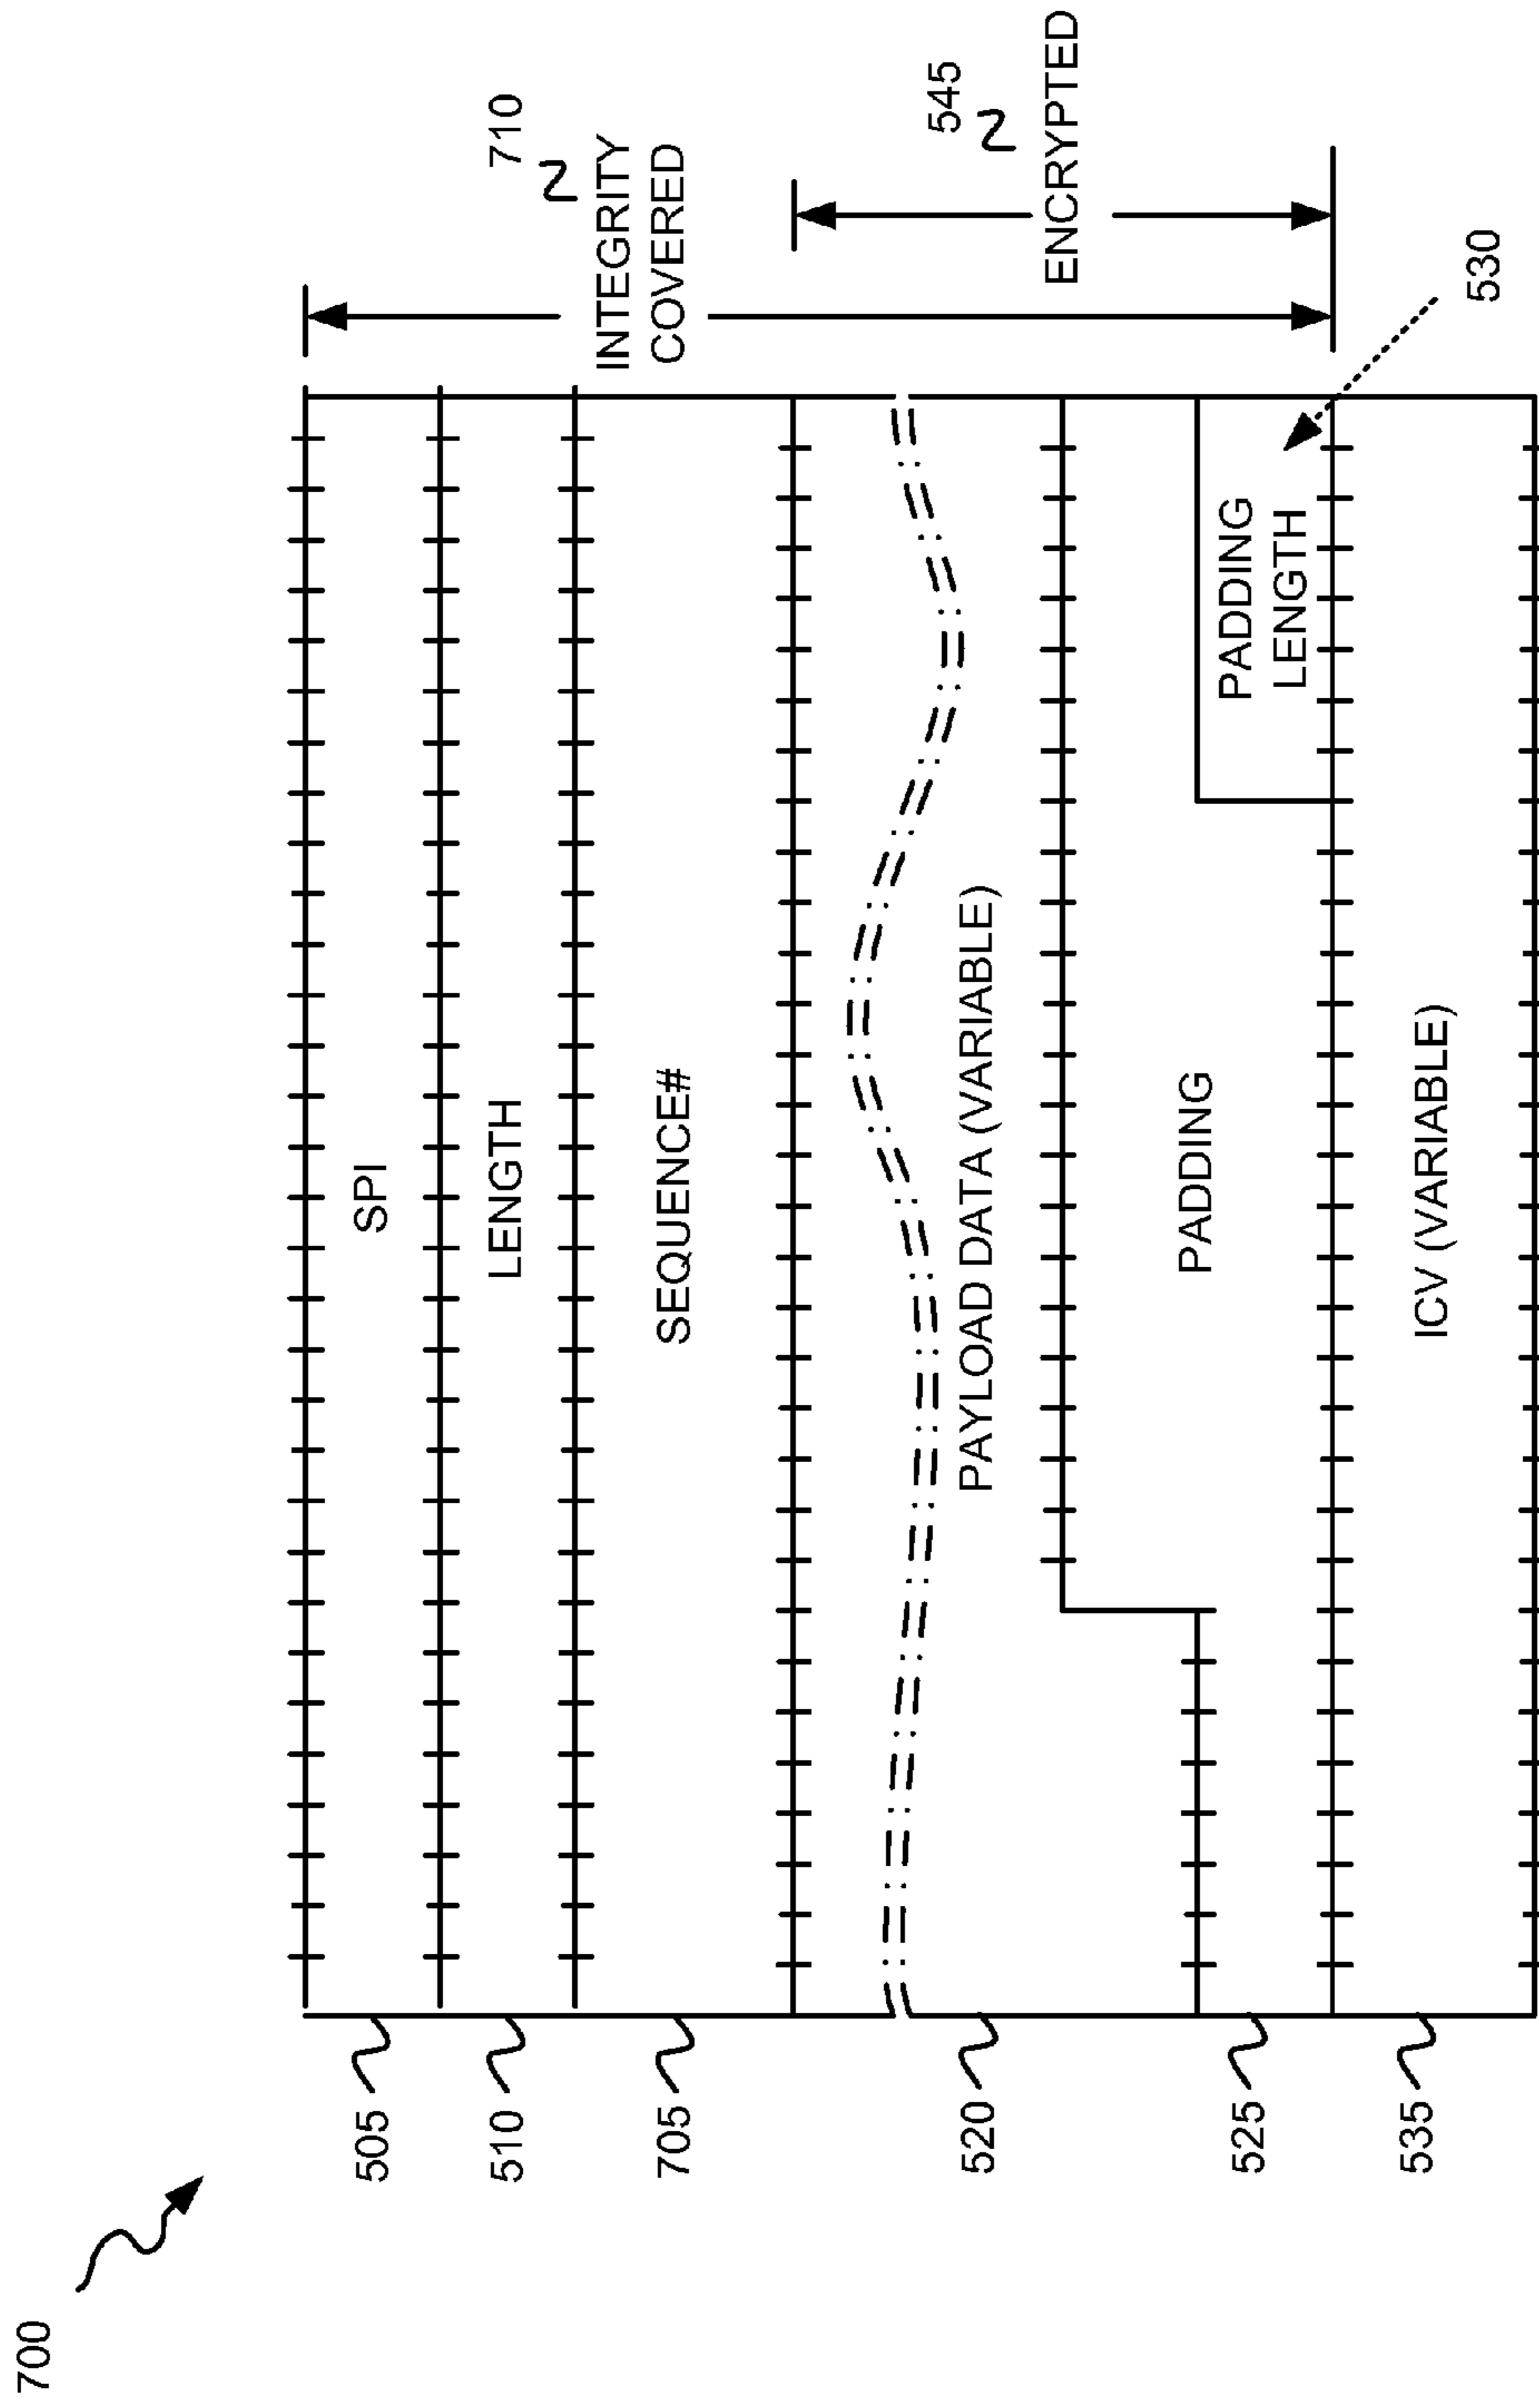 700
505
SPI
510
LENGTH
705
SEQUENCE#
520
PAYLOAD DATA (VARIABLE)
525
PADDING
PADDING
LENGTH
530
535
ICV (VARIABLE)
710
INTEGRITY
COVERED
545
ENCRYPTED